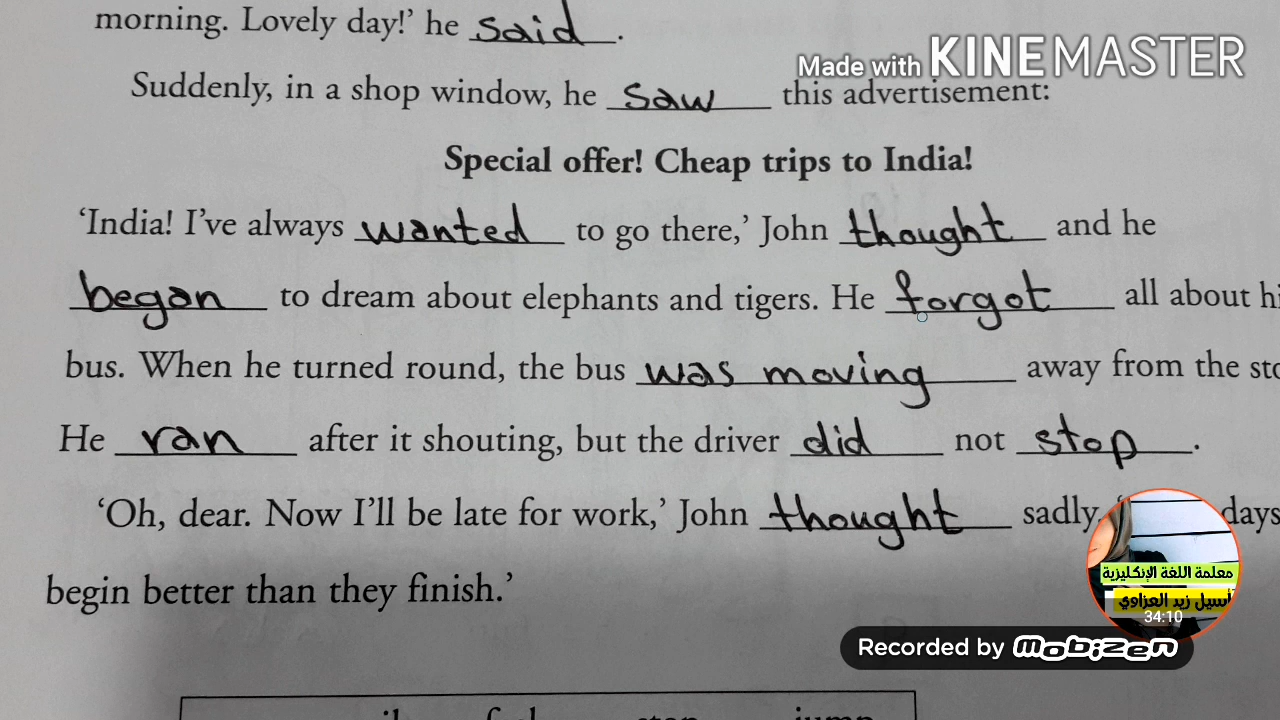 morning. Lovely day!' he said.
Made with KINEMASTER
Suddenly, in a shop window, he saw this advertisement:
Special offer! Cheap trips to India!
'India! I've always wanted to go there,' John thought and he
began to dream about elephants and tigers. He forgot all about hi
bus. When he turned round, the bus was moving away from the sto
He ran after it shouting, but the driver did not stop.
'Oh, dear. Now I'll be late for work,' John thought sadly. days
معلمة اللغة الإنكليزية
أسيل زيد العزاوي
begin better than they finish.'
34:10
Recorded by mobizen
stop jump